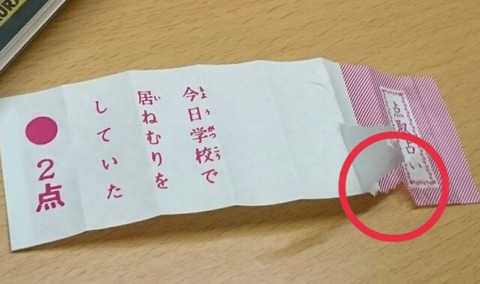 点取占い
今日学校で
居ねむりを
していた
●2点